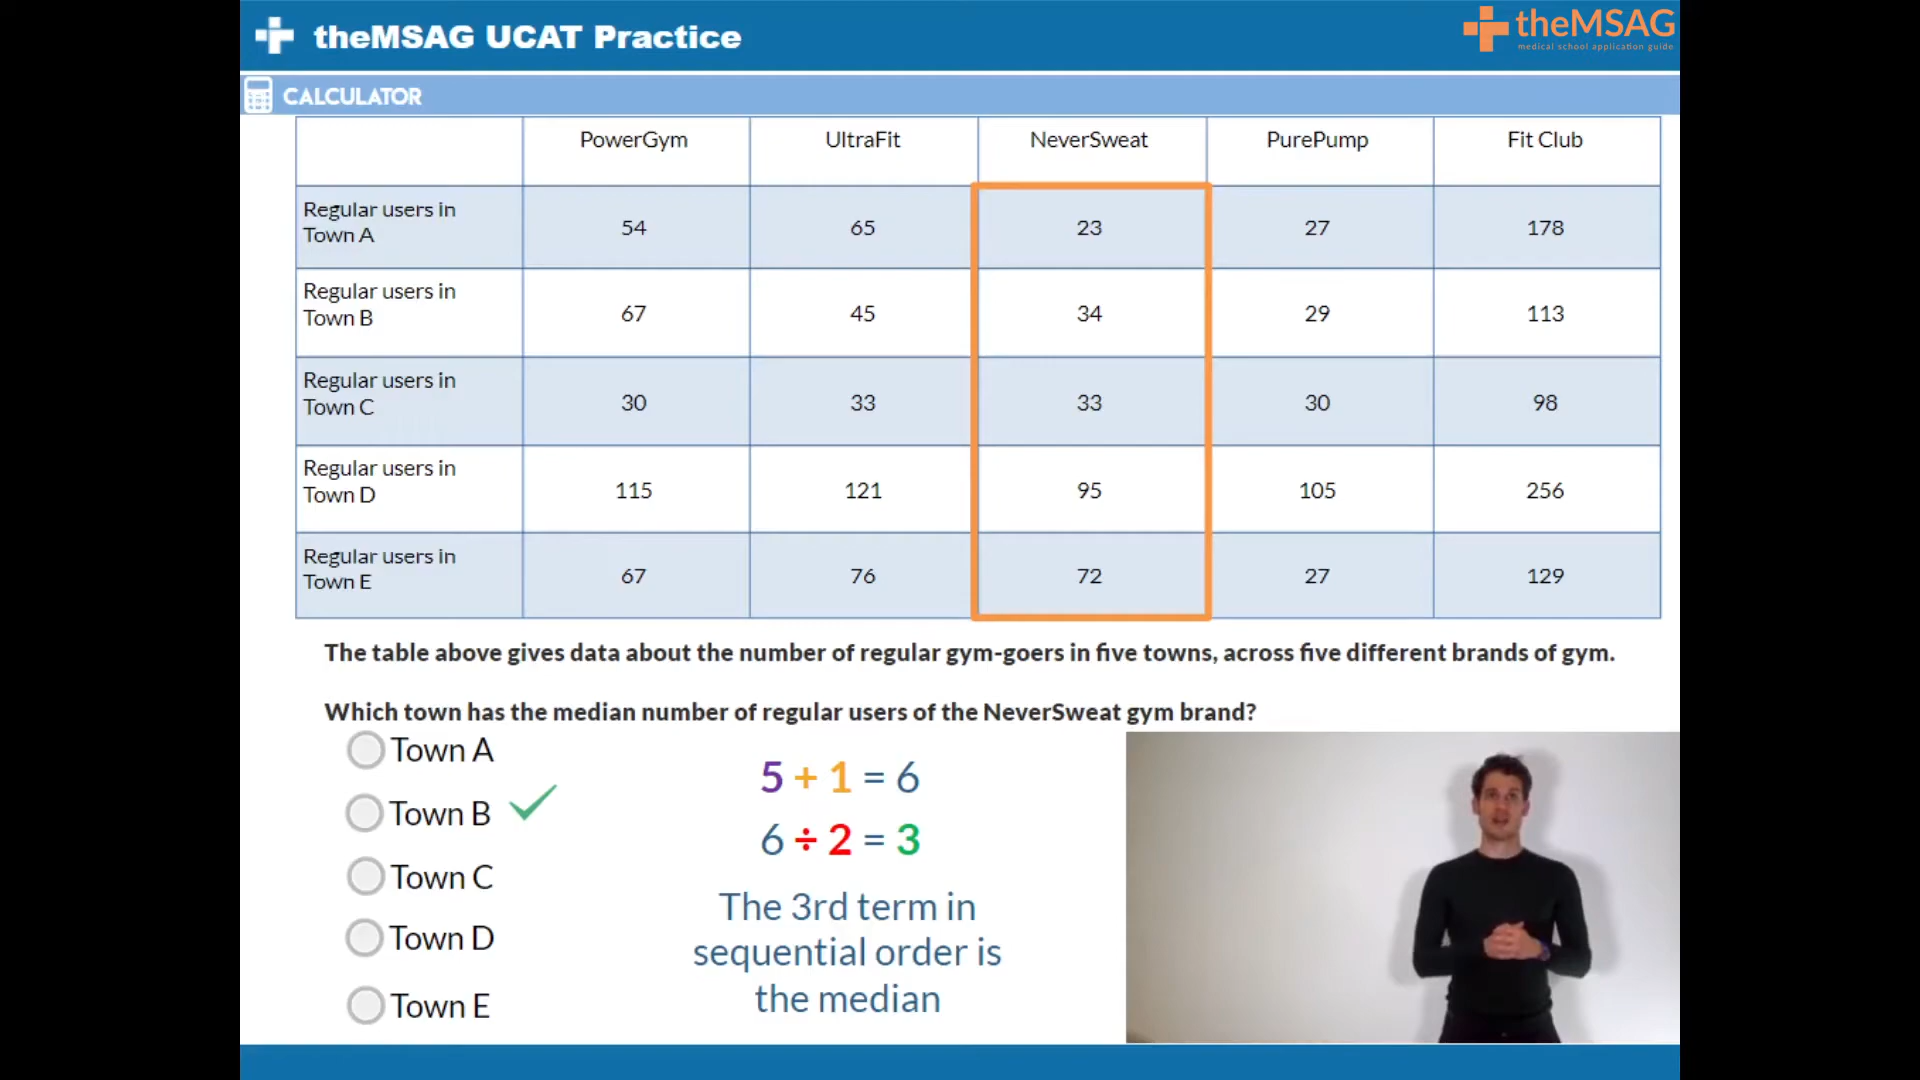 theMSAG UCAT Practice
theMSAG
medical school application guide
CALCULATOR
PowerGym UltraFit NeverSweat PurePump Fit Club
Regular users in
Town A
54 65 23 27 178
Regular users in
Town B
67 45 34 29 113
Regular users in
Town C
30 33 33 30 98
Regular users in
Town D
115 121 95 105 256
Regular users in
Town E
67 76 72 27 129
The table above gives data about the number of regular gym-goers in five towns, across five different brands of gym.
Which town has the median number of regular users of the NeverSweat gym brand?
Town A
Town B
Town C
Town D
Town E
5 + 1 = 6
6 ÷ 2 = 3
The 3rd term in
sequential order is
the median